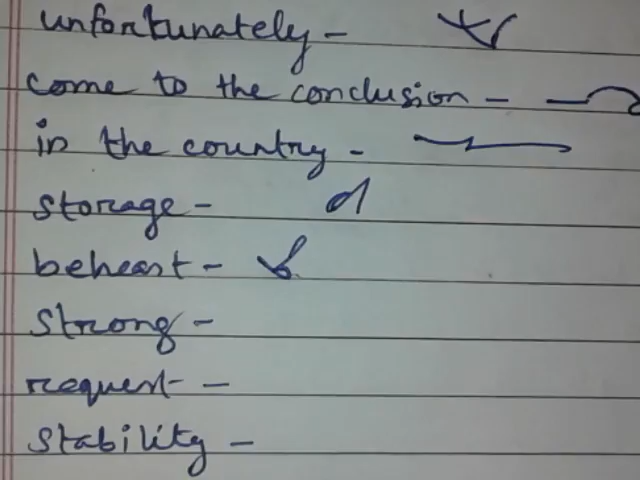 unfortunately -
come to the conclusion -
in the country -
storage -
behest -
strong -
request -
stability -